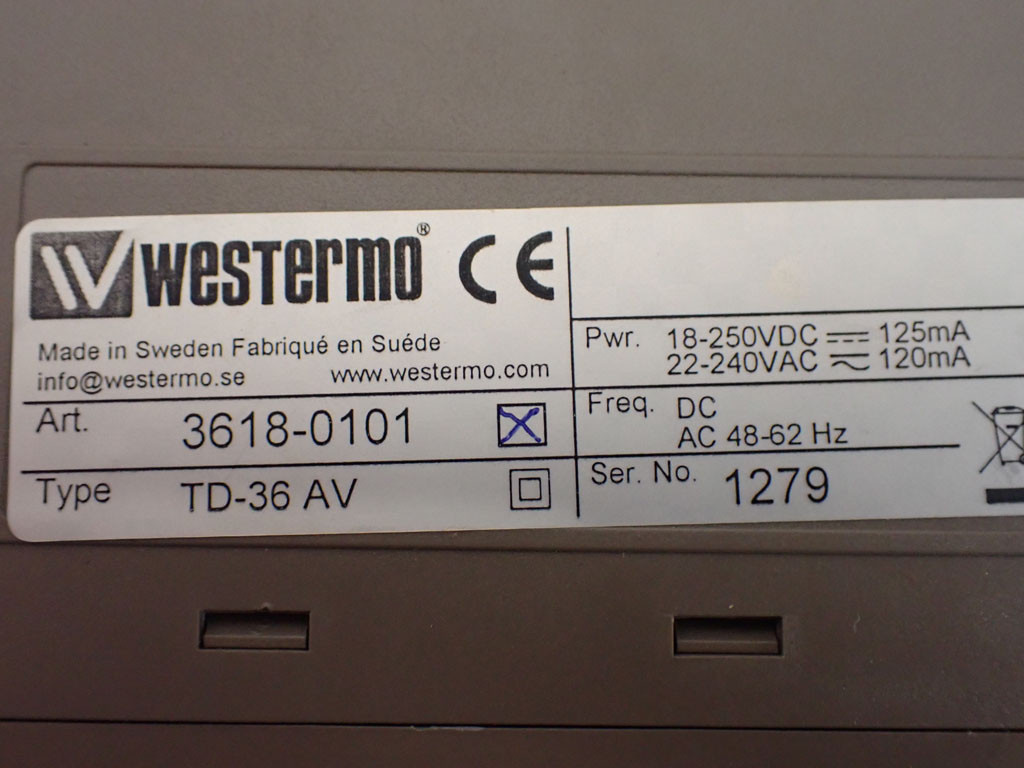 WESTERMO® CE
Made in Sweden Fabriqué en Suéde
info@westermo.se www.westermo.com
Art. 3618-0101
Type TD-36 AV
Pwr. 18-250VDC ⎓ 125mA
22-240VAC ≂ 120mA
Freq. DC
AC 48-62 Hz
Ser. No. 1279